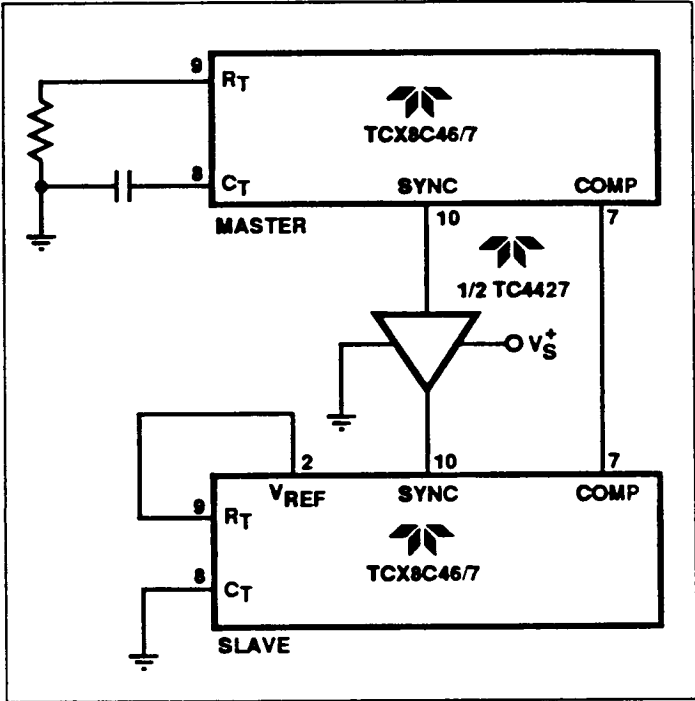 9
RT
TCX8C46/7
8
CT
SYNC
COMP
MASTER
10
7
1/2 TC4427
VS+
2
10
7
VREF
SYNC
COMP
9
RT
TCX8C46/7
8
CT
SLAVE